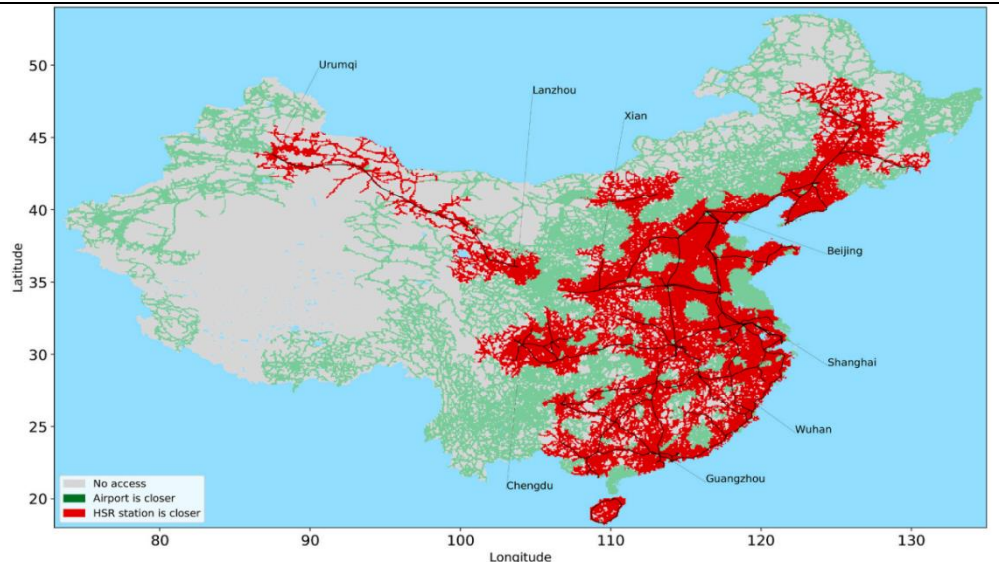 Urumqi
Lanzhou
Xian
Beijing
Shanghai
Wuhan
Guangzhou
Chengdu
No access
Airport is closer
HSR station is closer
50
45
40
35
30
25
20
Latitude
80
90
100
110
120
130
Longitude